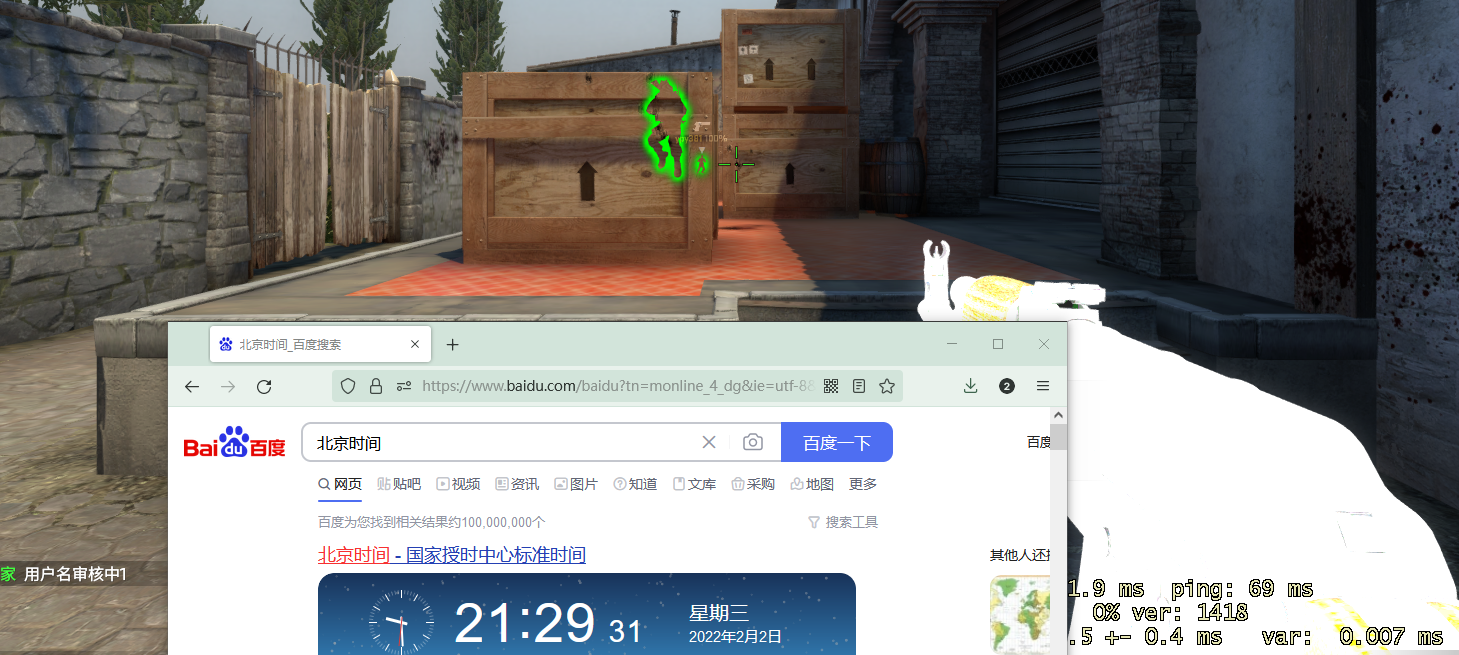 100%
北京时间_百度搜索
https://www.baidu.com/baidu?tn=monline_4_dg&ie=utf-8
2
Bai du 百度
北京时间
百度一下
百度
网页 贴吧 视频 资讯 图片 知道 文库 采购 地图 更多
百度为您找到相关结果约100,000,000个
搜索工具
北京时间 - 国家授时中心标准时间
其他人还
21:29 31
星期三
2022年2月2日
家 用户名审核中1
1.9 ms ping: 69 ms
0% ver: 1418
.5 +- 0.4 ms var: 0.007 ms